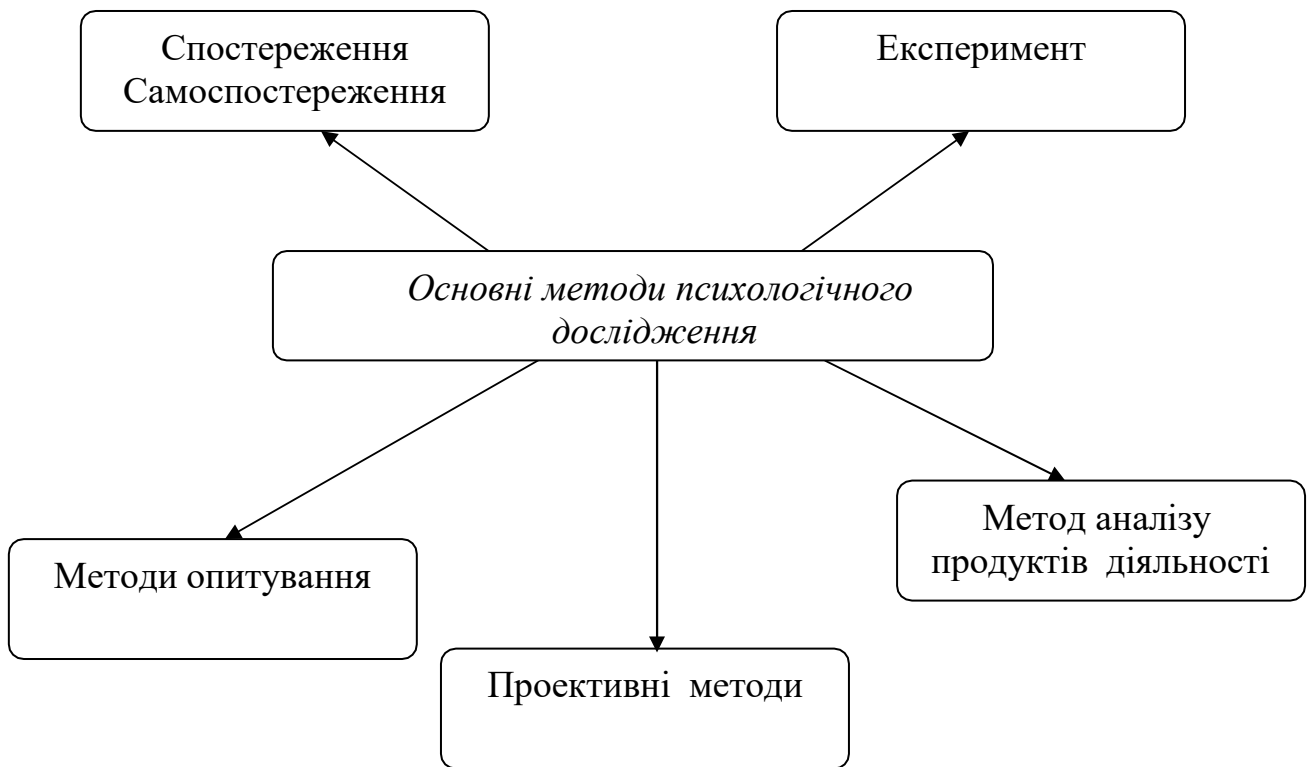 Спостереження
Самоспостереження
Експеримент
Основні методи психологічного
дослідження
Методи опитування
Проективні методи
Метод аналізу
продуктів діяльності